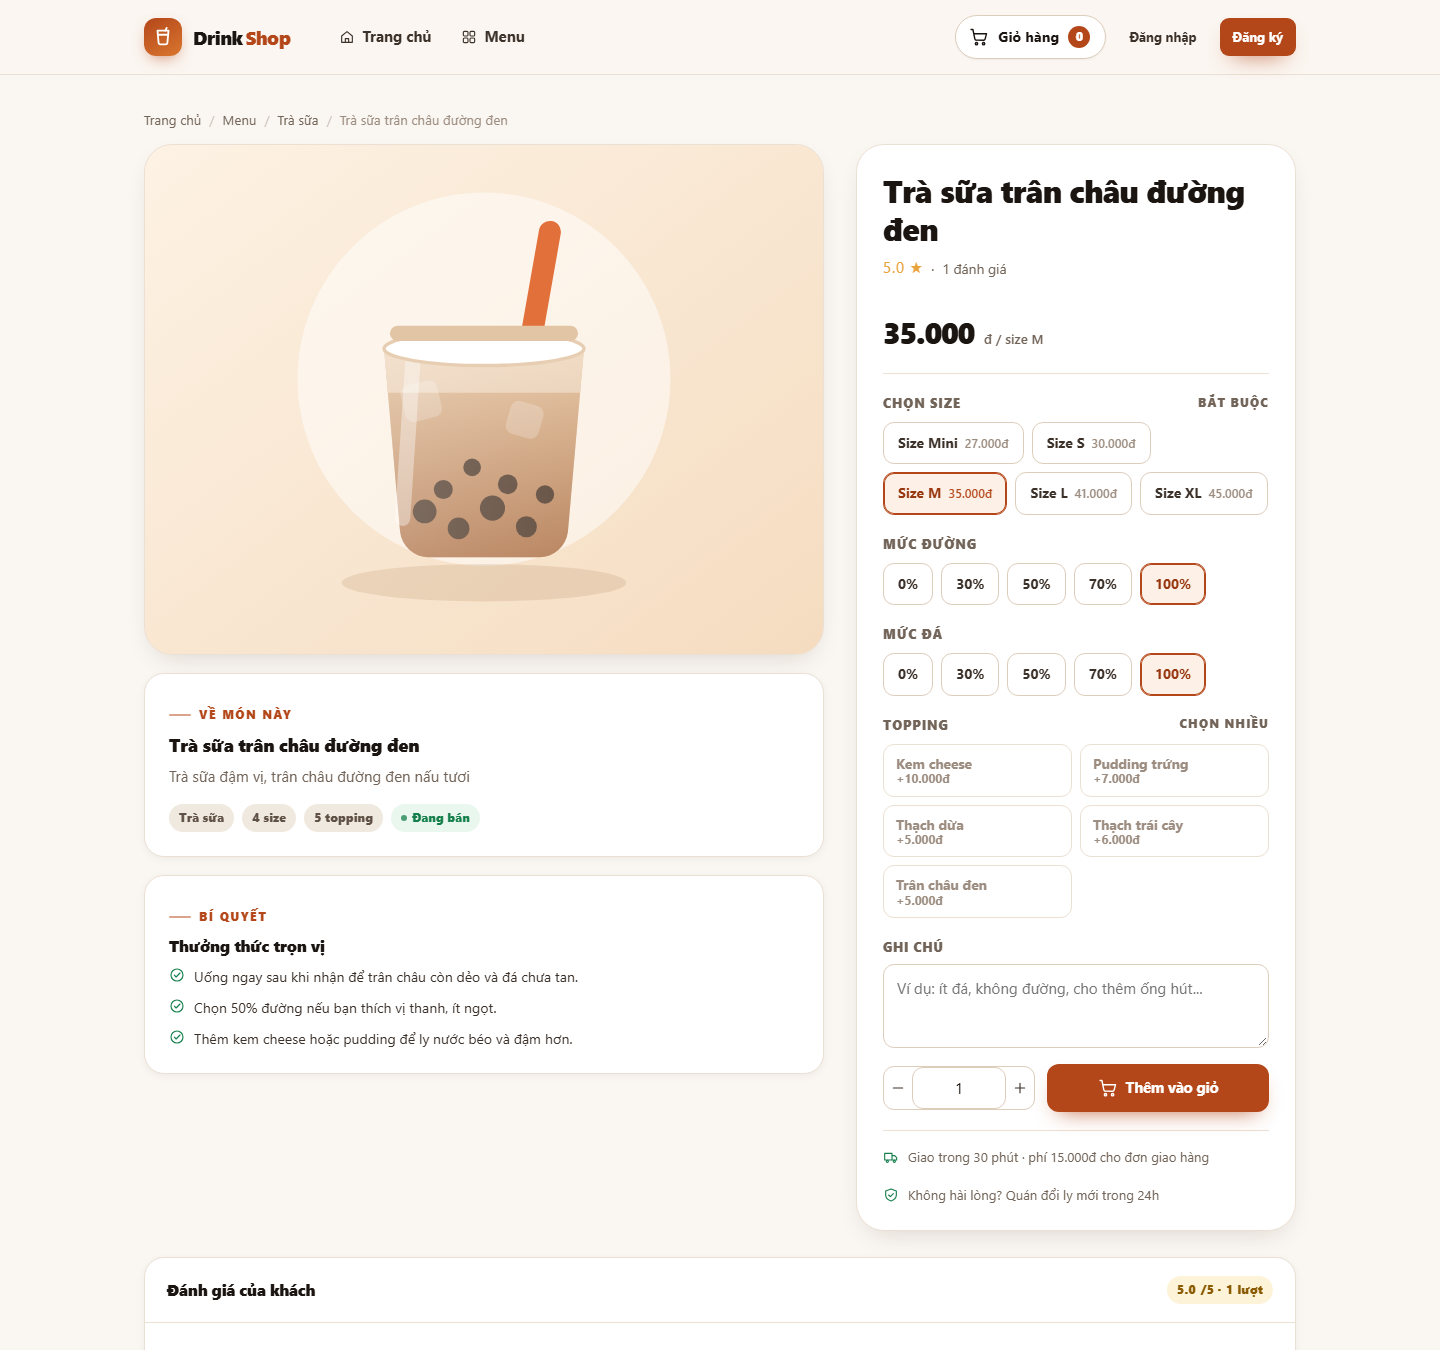 Drink Shop
Trang chủ
Menu
Giỏ hàng 0
Đăng nhập
Đăng ký
Trang chủ / Menu / Trà sữa / Trà sữa trân châu đường đen
Trà sữa trân châu đường
đen
5.0 ★ · 1 đánh giá
35.000 đ / size M
CHỌN SIZE
BẮT BUỘC
Size Mini 27.000đ
Size S 30.000đ
Size M 35.000đ
Size L 41.000đ
Size XL 45.000đ
MỨC ĐƯỜNG
0%
30%
50%
70%
100%
MỨC ĐÁ
0%
30%
50%
70%
100%
TOPPING
CHỌN NHIỀU
Kem cheese
+10.000đ
Pudding trứng
+7.000đ
Thạch dừa
+5.000đ
Thạch trái cây
+6.000đ
Trân châu đen
+5.000đ
GHI CHÚ
Ví dụ: ít đá, không đường, cho thêm ống hút...
1
Thêm vào giỏ
Giao trong 30 phút · phí 15.000đ cho đơn giao hàng
Không hài lòng? Quán đổi ly mới trong 24h
VỀ MÓN NÀY
Trà sữa trân châu đường đen
Trà sữa đậm vị, trân châu đường đen nấu tươi
Trà sữa
4 size
5 topping
Đang bán
BÍ QUYẾT
Thưởng thức trọn vị
Uống ngay sau khi nhận để trân châu còn dẻo và đá chưa tan.
Chọn 50% đường nếu bạn thích vị thanh, ít ngọt.
Thêm kem cheese hoặc pudding để ly nước béo và đậm hơn.
Đánh giá của khách
5.0 /5 · 1 lượt